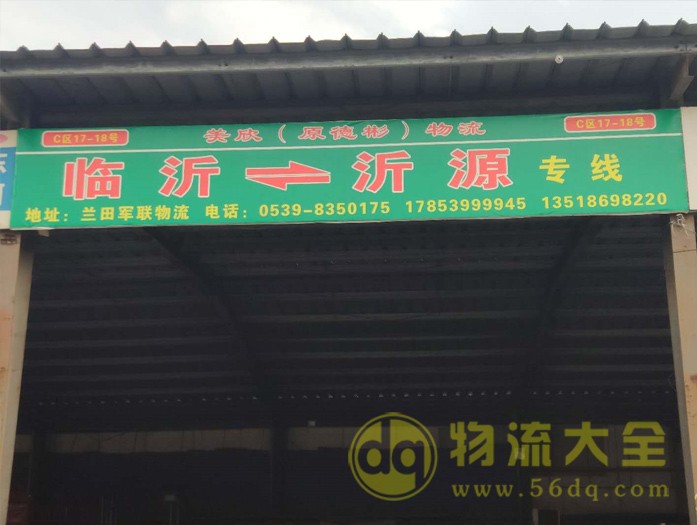 C区17-18号 美欣（原德彬）物流 C区17-18号
临沂 ⇌ 沂源 专线
地址：兰田军联物流 电话：0539-8350175 17853999945 13518698220
dq 物流大全
www.56dq.com